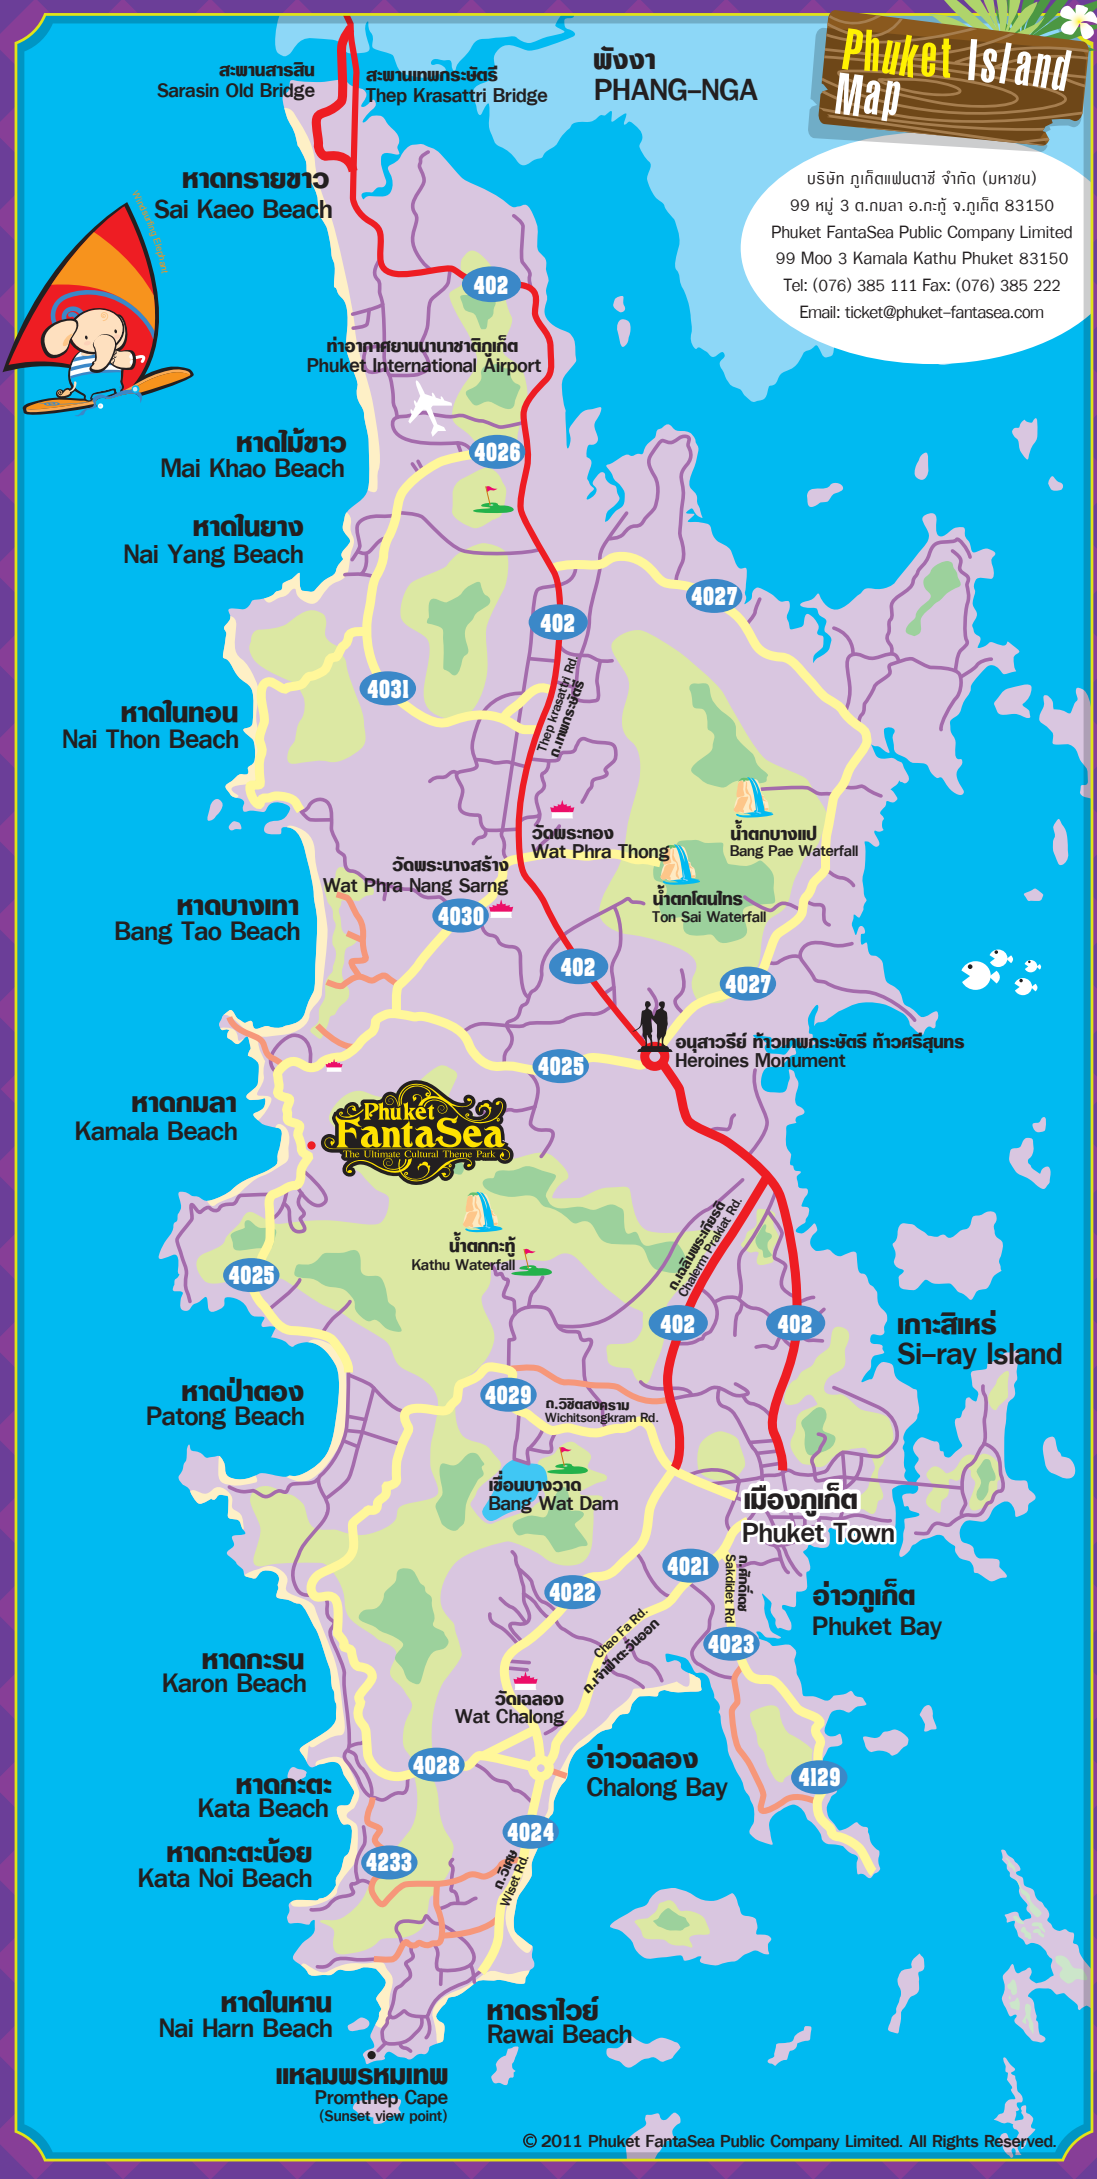 Phuket Island
Map
สะพานสารสิน
Sarasin Old Bridge
สะพานเทพกระษัตรี
Thep Krasattri Bridge
พังงา
PHANG-NGA
บริษัท ภูเก็ตแฟนตาซี จำกัด (มหาชน)
99 หมู่ 3 ต.กมลา อ.กะทู้ จ.ภูเก็ต 83150
Phuket FantaSea Public Company Limited
99 Moo 3 Kamala Kathu Phuket 83150
Tel: (076) 385 111 Fax: (076) 385 222
Email: ticket@phuket-fantasea.com
หาดทรายขาว
Sai Kaeo Beach
Windsurfing Elephant
402
ท่าอากาศยานนานาชาติภูเก็ต
Phuket International Airport
หาดไม้ขาว
Mai Khao Beach
4026
หาดในยาง
Nai Yang Beach
4027
402
4031
Thep krasattri Rd.
ถ.เทพกระษัตรี
หาดในทอน
Nai Thon Beach
วัดพระทอง
Wat Phra Thong
น้ำตกบางแป
Bang Pae Waterfall
วัดพระนางสร้าง
Wat Phra Nang Sarng
น้ำตกโตนไทร
Ton Sai Waterfall
4030
หาดบางเทา
Bang Tao Beach
402
4027
อนุสาวรีย์ ท้าวเทพกระษัตรี ท้าวศรีสุนทร
Heroines Monument
4025
หาดกมลา
Kamala Beach
Phuket
FantaSea
The Ultimate Cultural Theme Park
น้ำตกกะทู้
Kathu Waterfall
ถ.เฉลิมพระเกียรติ
Chalerm Prakiat Rd.
4025
402
402
เกาะสิเหร่
Si-ray Island
หาดป่าตอง
Patong Beach
4029
ถ.วิชิตสงคราม
Wichitsongkram Rd.
เขื่อนบางวาด
Bang Wat Dam
เมืองภูเก็ต
Phuket Town
4021
ถ.ศักดิ์เดช
Sakdidet Rd
4022
อ่าวภูเก็ต
Phuket Bay
Chao Fa Rd.
ถ.เจ้าฟ้าตะวันออก
4023
หาดกะรน
Karon Beach
วัดฉลอง
Wat Chalong
4028
อ่าวฉลอง
Chalong Bay
4129
หาดกะตะ
Kata Beach
4024
หาดกะตะน้อย
Kata Noi Beach
4233
ถ.วิเศษ
Wiset Rd.
หาดในหาน
Nai Harn Beach
หาดราไวย์
Rawai Beach
แหลมพรหมเทพ
Promthep Cape
(Sunset view point)
© 2011 Phuket FantaSea Public Company Limited. All Rights Reserved.